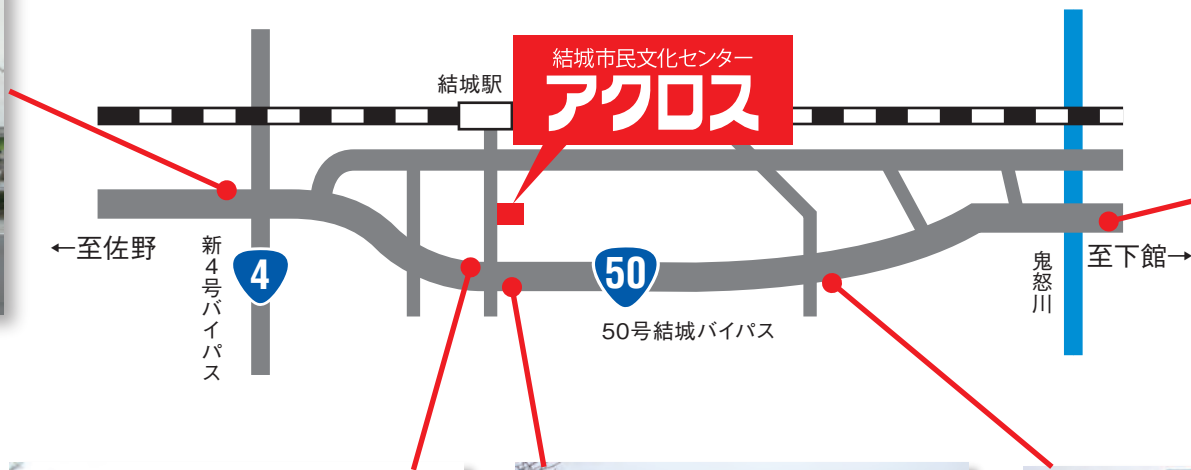 結城市民文化センター
アクロス
結城駅
←至佐野
新4号バイパス
4
50
50号結城バイパス
鬼怒川
至下館→